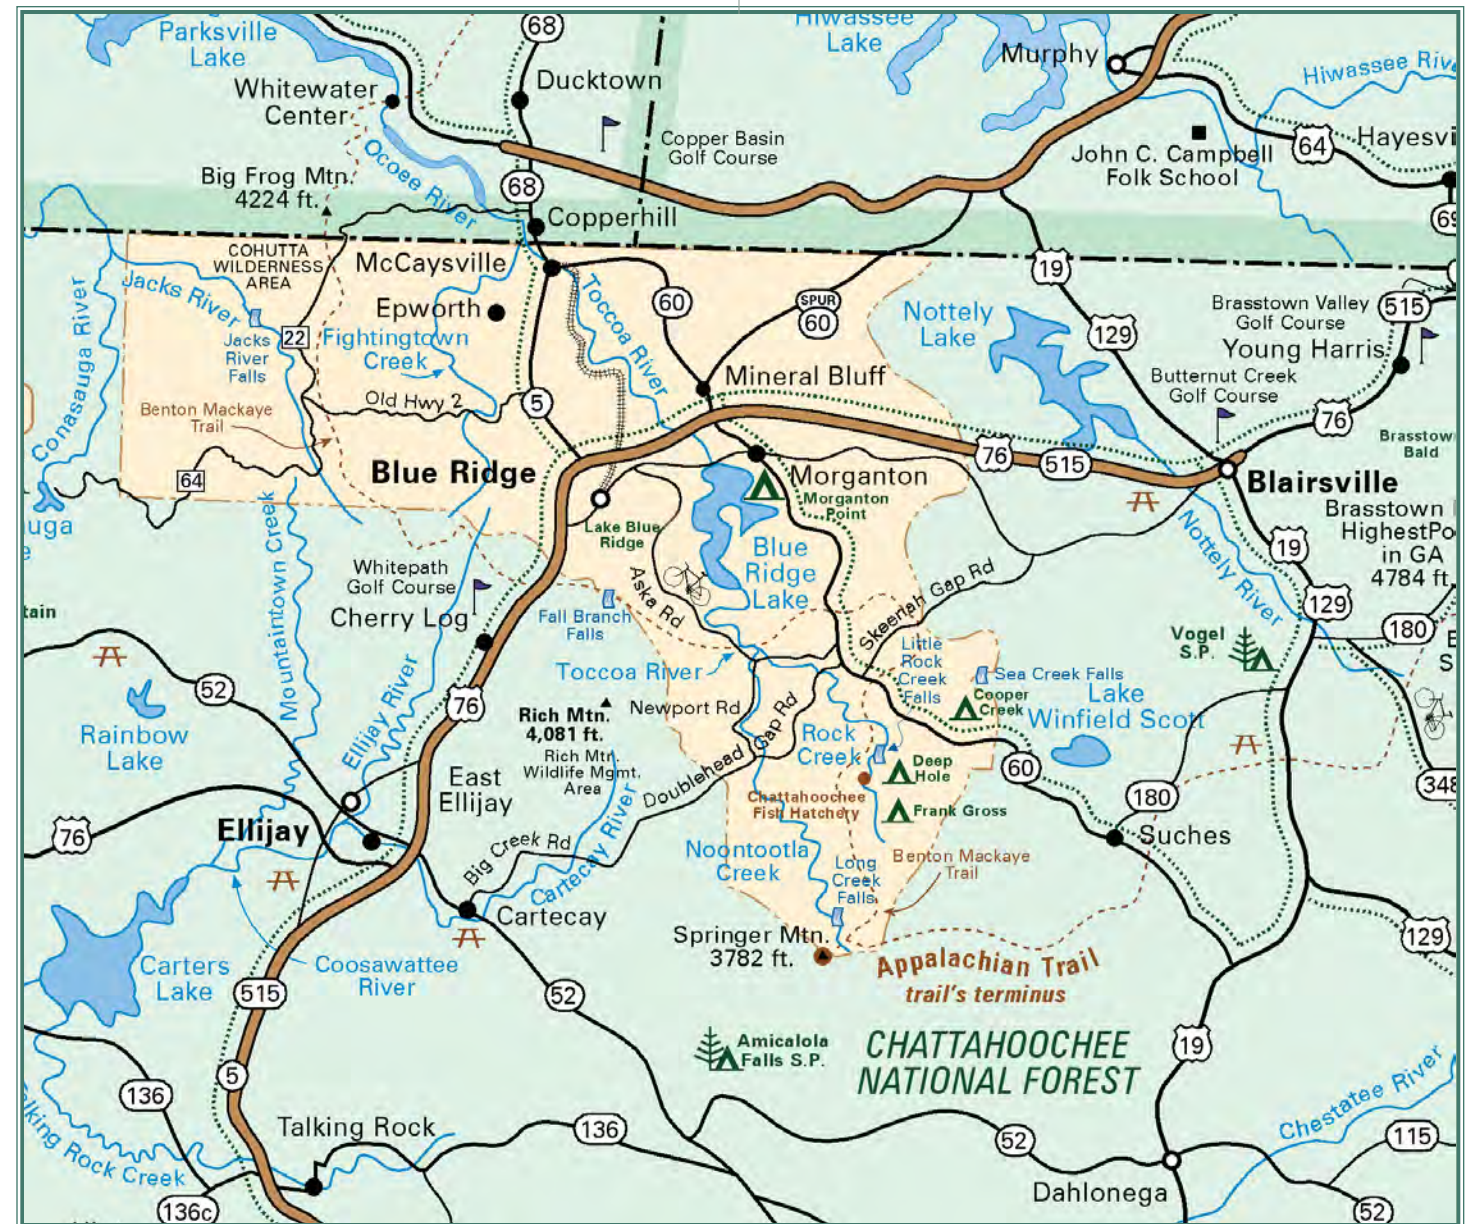 Parksville
Lake
68
Hiwassee
Lake
Murphy
Hiwassee
Whitewater
Center
Ducktown
Copper Basin
Golf Course
John C. Campbell
Folk School
64
Hayesvi
Ocoee River
Big Frog Mtn.
4224 ft.
68
Copperhill
69
COHUTTA
WILDERNESS
AREA
McCaysville
Jacks River
Epworth
Toccoa River
60
SPUR
60
19
Nottely
Lake
129
Brasstown Valley
Golf Course
515
Young Harris
Conasauga River
22
Jacks
River
Falls
Fightingtown
Creek
Mineral Bluff
Butternut Creek
Golf Course
76
Benton Mackaye
Trail
Old Hwy 2
5
Bald
64
Blue Ridge
76
515
Morganton
Morganton
Point
Blairsville
Brasstown
HighestPo
in GA
4784 ft.
uga
e
Lake Blue
Ridge
Blue
Ridge
Lake
Nottely River
19
Mountaintown Creek
Whitepath
Golf Course
Cherry Log
Fall Branch
Falls
Aska Rd
Skeenah Gap Rd
129
180
tain
Vogel
S.P.
Little
Rock
Creek
Falls
Sea Creek Falls
Cooper
Creek
Lake
Winfield Scott
52
Toccoa River
Newport Rd
Rich Mtn.
4,081 ft.
Rich Mtn.
Wildlife Mgmt.
Area
76
Ellijay River
Rainbow
Lake
Doublehead Gap Rd
Rock
Creek
Deep
Hole
60
348
180
East
Ellijay
Ellijay
76
Chattahoochee
Fish Hatchery
Frank Gross
Suches
Big Creek Rd
Cartecay River
Noontootla
Creek
Long
Creek
Falls
Benton Mackaye
Trail
Cartecay
Springer Mtn.
3782 ft.
Appalachian Trail
trail's terminus
129
Carters
Lake
Coosawattee
River
515
52
Amicalola
Falls S.P.
CHATTAHOOCHEE
NATIONAL FOREST
19
Chestatee River
5
136
Talking Rock
136
52
115
Rock Creek
136c
Dahlonega
52